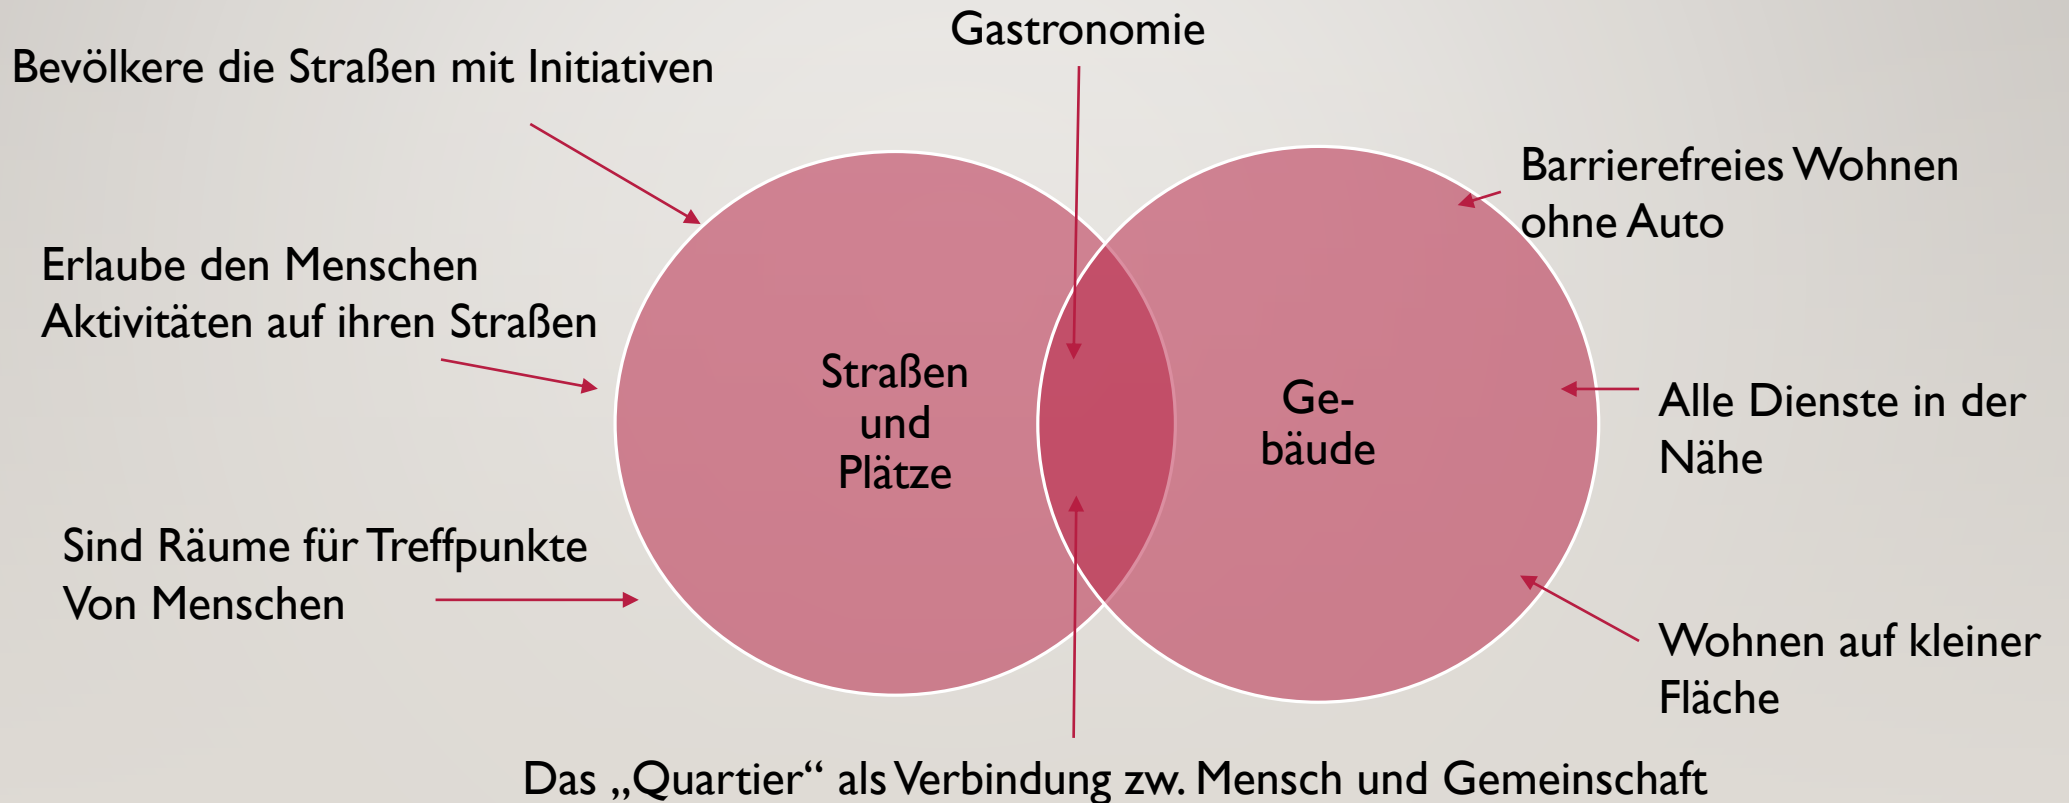 Gastronomie
Bevölkere die Straßen mit Initiativen
Erlaube den Menschen
Aktivitäten auf ihren Straßen
Sind Räume für Treffpunkte
Von Menschen
Straßen
und
Plätze
Ge-
bäude
Barrierefreies Wohnen
ohne Auto
Alle Dienste in der
Nähe
Wohnen auf kleiner
Fläche
Das „Quartier“ als Verbindung zw. Mensch und Gemeinschaft